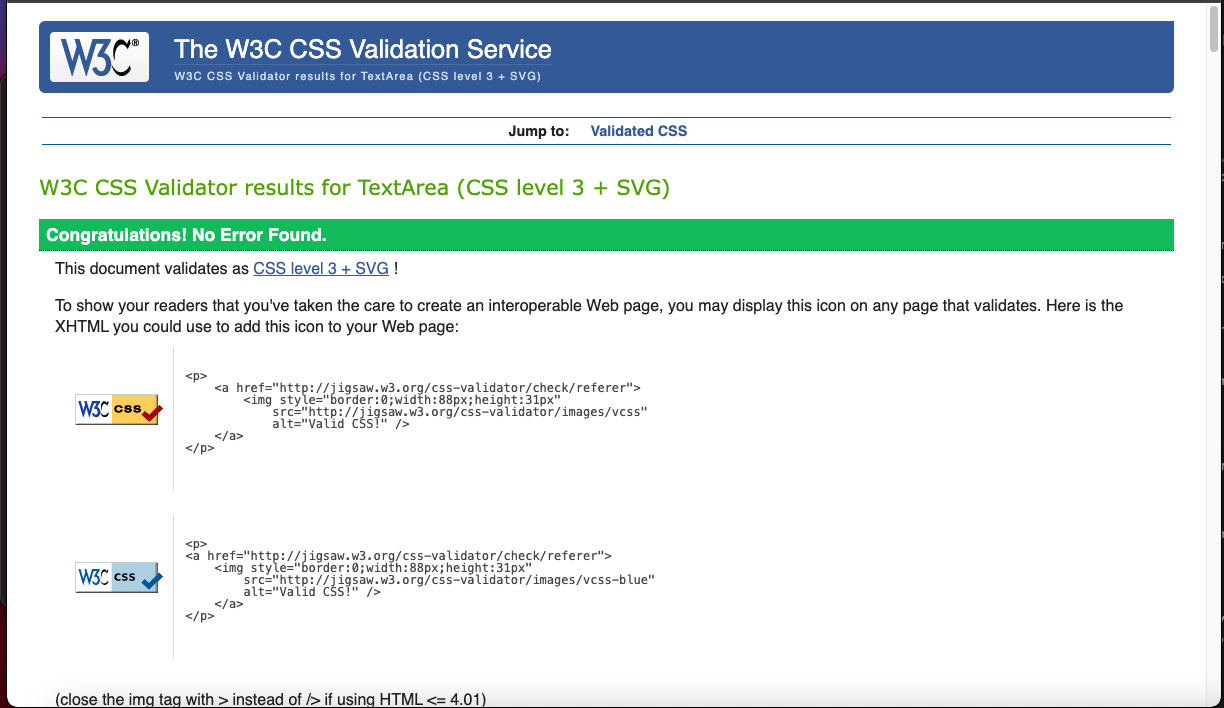 W3C®
The W3C CSS Validation Service
W3C CSS Validator results for TextArea (CSS level 3 + SVG)
Jump to: Validated CSS
W3C CSS Validator results for TextArea (CSS level 3 + SVG)
Congratulations! No Error Found.
This document validates as CSS level 3 + SVG !
To show your readers that you've taken the care to create an interoperable Web page, you may display this icon on any page that validates. Here is the
XHTML you could use to add this icon to your Web page:
W3C css
<p>
<a href="http://jigsaw.w3.org/css-validator/check/referer">
<img style="border:0;width:88px;height:31px"
src="http://jigsaw.w3.org/css-validator/images/vcss"
alt="Valid CSS!" />
</a>
</p>
W3C css
<p>
<a href="http://jigsaw.w3.org/css-validator/check/referer">
<img style="border:0;width:88px;height:31px"
src="http://jigsaw.w3.org/css-validator/images/vcss-blue"
alt="Valid CSS!" />
</a>
</p>
(close the img tag with > instead of /> if using HTML <= 4.01)